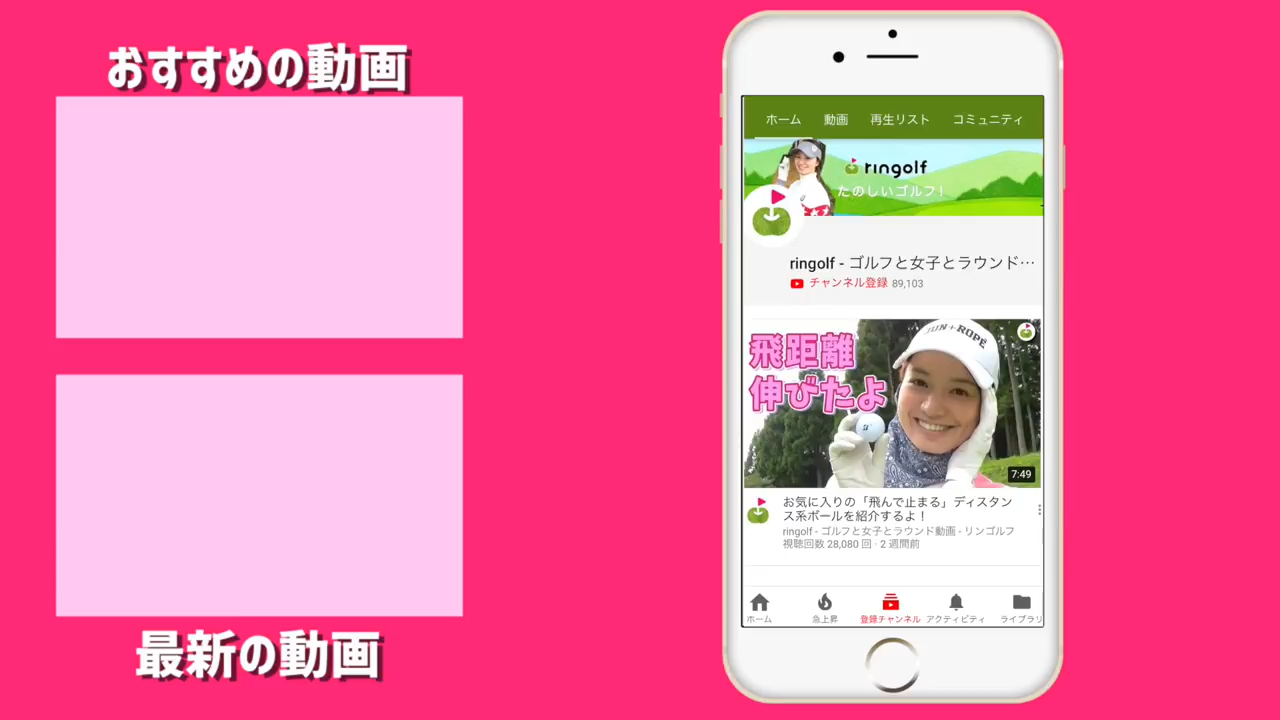 おすすめの動画
最新の動画
ホーム 動画 再生リスト コミュニティ
ringolf
たのしいゴルフ!
ringolf - ゴルフと女子とラウンド…
チャンネル登録 89,103
JUN+ROPÉ
飛距離
伸びたよ
7:49
お気に入りの「飛んで止まる」ディスタン
ス系ボールを紹介するよ!
ringolf - ゴルフと女子とラウンド動画 - リンゴルフ
視聴回数 28,080 回 · 2 週間前
ホーム 急上昇 登録チャンネル アクティビティ ライブラリ